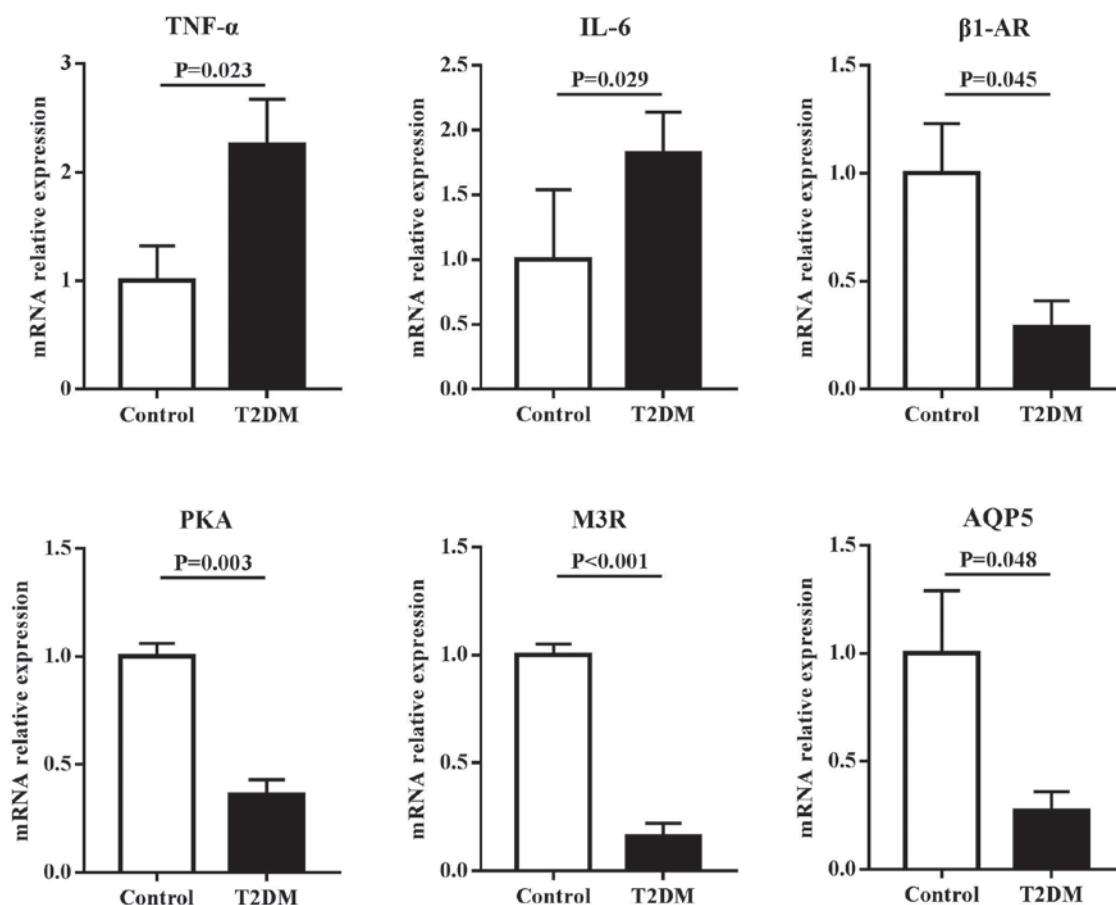 TNF-α
mRNA relative expression
3
2
1
0
P=0.023
Control T2DM
IL-6
mRNA relative expression
2.5
2.0
1.5
1.0
0.5
0.0
P=0.029
Control T2DM
β1-AR
mRNA relative expression
1.5
1.0
0.5
0.0
P=0.045
Control T2DM
PKA
mRNA relative expression
1.5
1.0
0.5
0.0
P=0.003
Control T2DM
M3R
mRNA relative expression
1.5
1.0
0.5
0.0
P<0.001
Control T2DM
AQP5
mRNA relative expression
1.5
1.0
0.5
0.0
P=0.048
Control T2DM